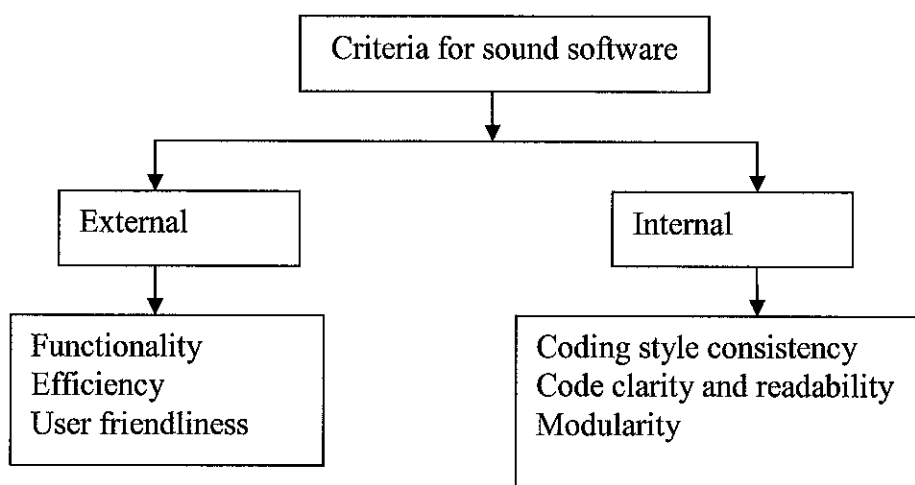 Criteria for sound software
External
Internal
Functionality
Efficiency
User friendliness
Coding style consistency
Code clarity and readability
Modularity